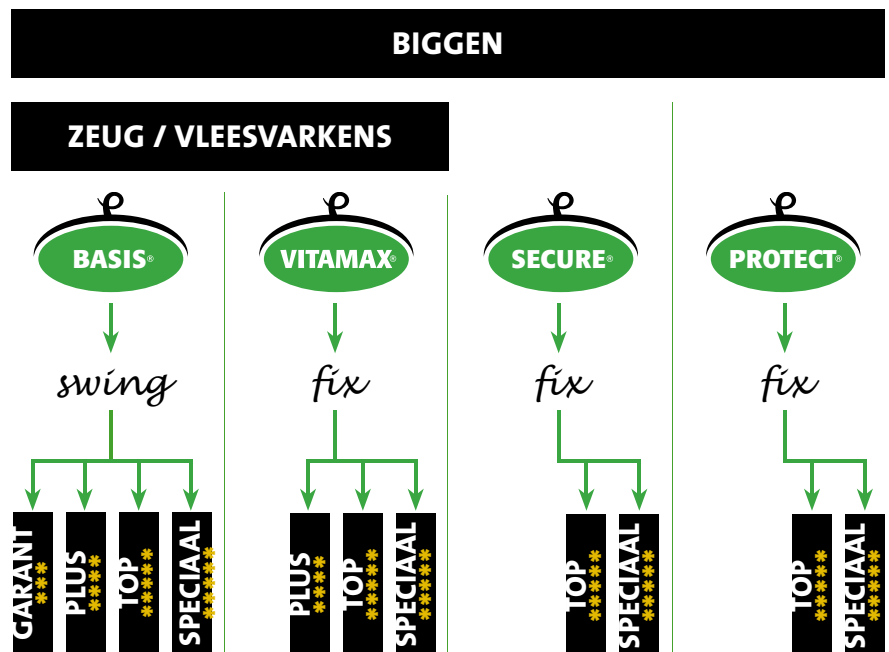 BIGGEN
ZEUG / VLEESVARKENS
BASIS®
VITAMAX®
SECURE®
PROTECT®
swing
fix
fix
fix
GARANT
***
PLUS
****
TOP
*****
SPECIAAL
******
PLUS
****
TOP
*****
SPECIAAL
******
TOP
*****
SPECIAAL
******
TOP
*****
SPECIAAL
******